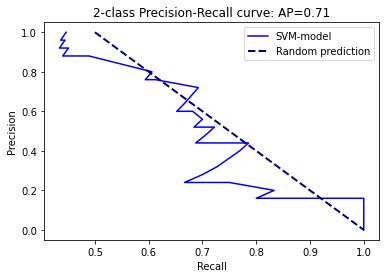 2-class Precision-Recall curve: AP=0.71
SVM-model
Random prediction
Precision
1.0
0.8
0.6
0.4
0.2
0.0
0.5 0.6 0.7 0.8 0.9 1.0
Recall